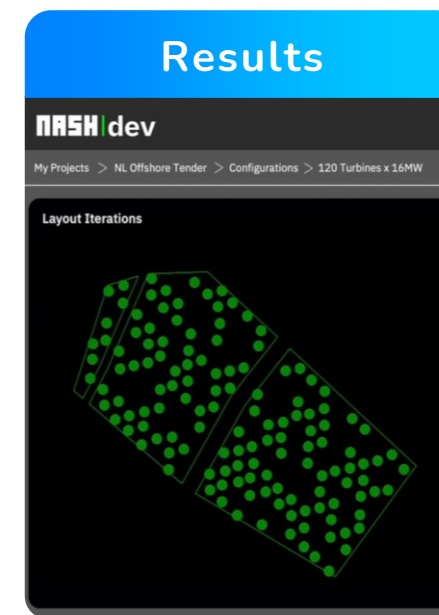 Results
NASH|dev
My Projects > NL Offshore Tender > Configurations > 120 Turbines x 16MW
Layout Iterations